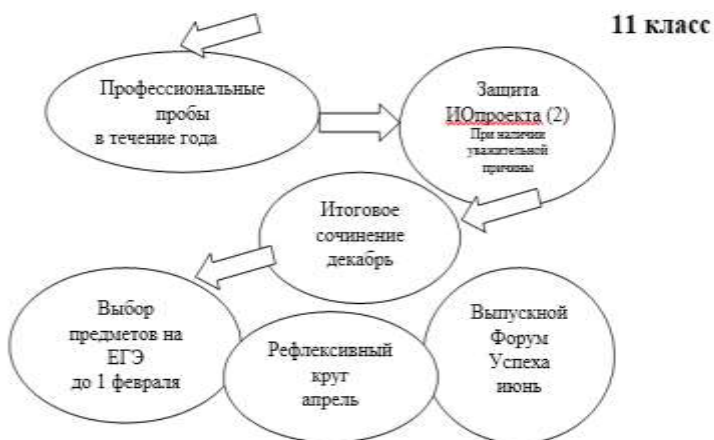 11 класс
Профессиональные
пробы
в течение года
Защита
ИОпроекта (2)
При наличии
уважительной
причины
Итоговое
сочинение
декабрь
Выбор
предметов на
ЕГЭ
до 1 февраля
Рефлексивный
круг
апрель
Выпускной
Форум
Успеха
июнь